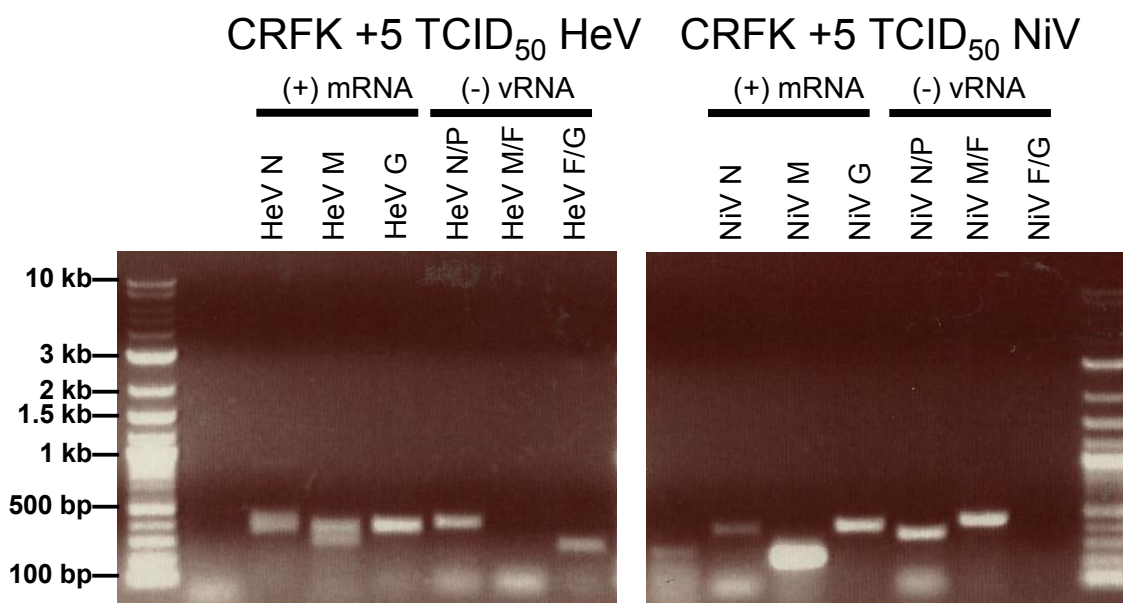 CRFK +5 TCID50 HeV
CRFK +5 TCID50 NiV
(+) mRNA
(-) vRNA
(+) mRNA
(-) vRNA
HeV N
HeV M
HeV G
HeV N/P
HeV M/F
HeV F/G
NiV N
NiV M
NiV G
NiV N/P
NiV M/F
NiV F/G
10 kb
3 kb
2 kb
1.5 kb
1 kb
500 bp
100 bp